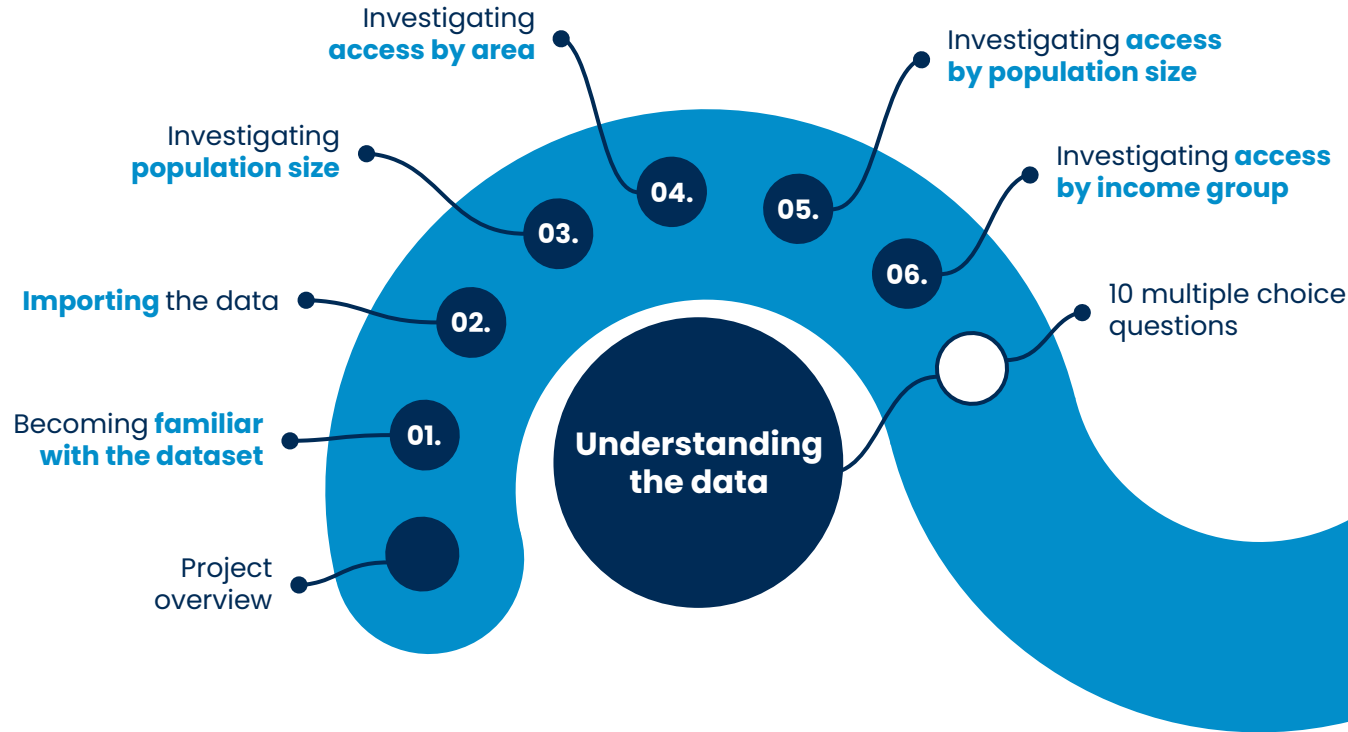 Project
overview
Becoming familiar
with the dataset
01.
Importing the data
02.
Investigating
population size
03.
Investigating
access by area
04.
Investigating access
by population size
05.
Investigating access
by income group
06.
10 multiple choice
questions
Understanding
the data